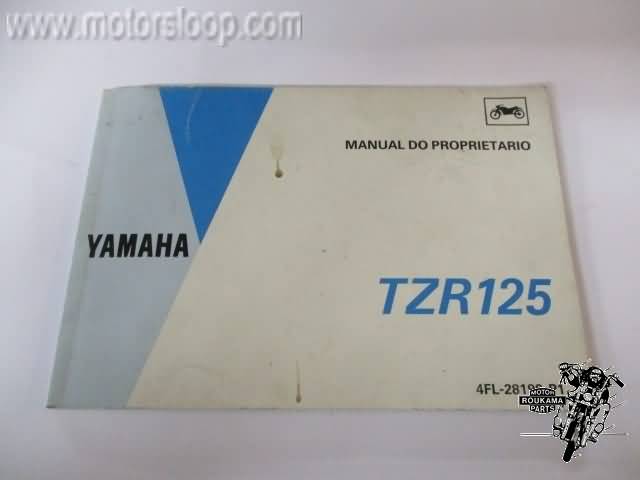 www.motorsloop.com
MANUAL DO PROPRIETARIO
YAMAHA
TZR125
MOTOR
ROUKAMA
PARTS